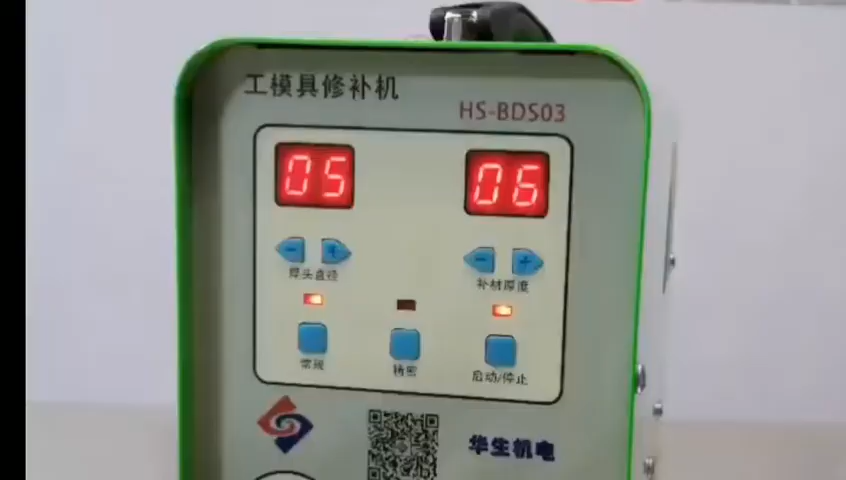 工模具修补机
HS-BDS03
05 06
- +
- +
焊头直径
补材厚度
常规
精密
启动/停止
华生机电